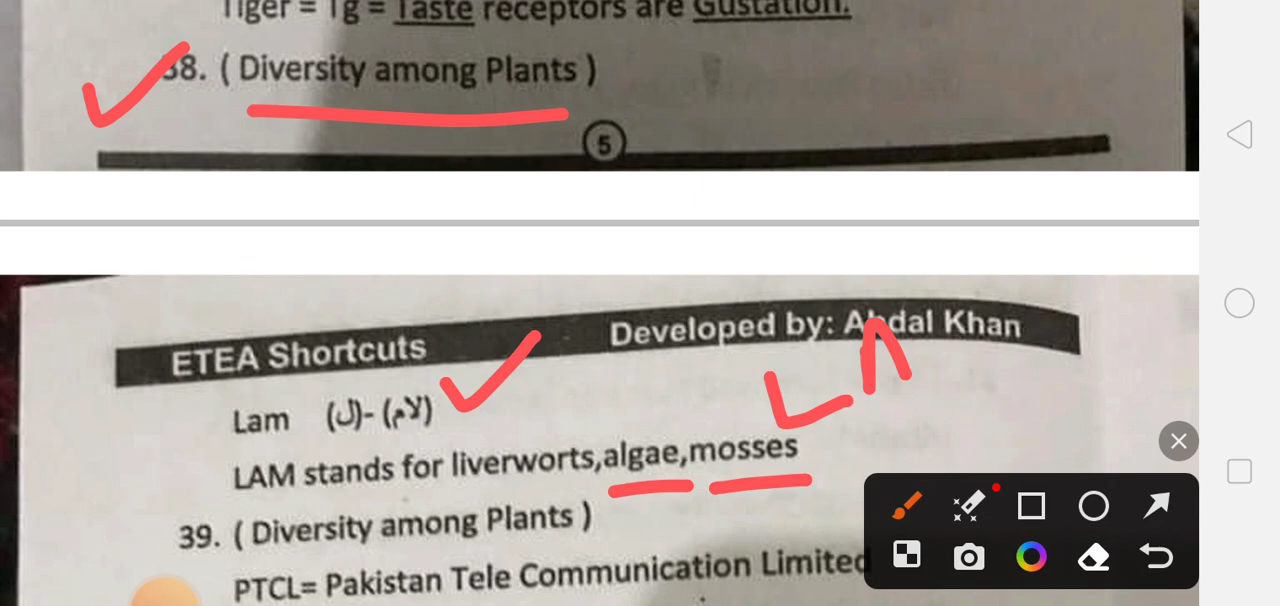 Tiger = Tg = Taste receptors are Gustation.
38. ( Diversity among Plants )
5
ETEA Shortcuts Developed by: Abdal Khan
Lam (ل)-(لام)
LAM stands for liverworts,algae,mosses
39. ( Diversity among Plants )
PTCL= Pakistan Tele Communication Limited